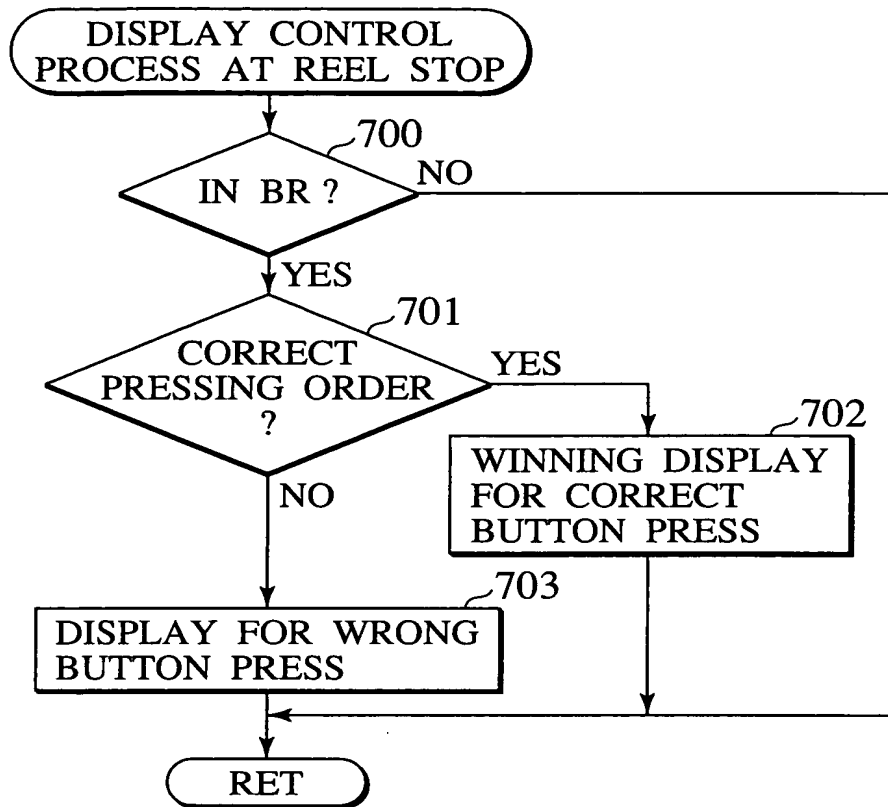 DISPLAY CONTROL
PROCESS AT REEL STOP
700
IN BR ?
NO
YES
701
CORRECT
PRESSING ORDER
?
YES
NO
702
WINNING DISPLAY
FOR CORRECT
BUTTON PRESS
703
DISPLAY FOR WRONG
BUTTON PRESS
RET